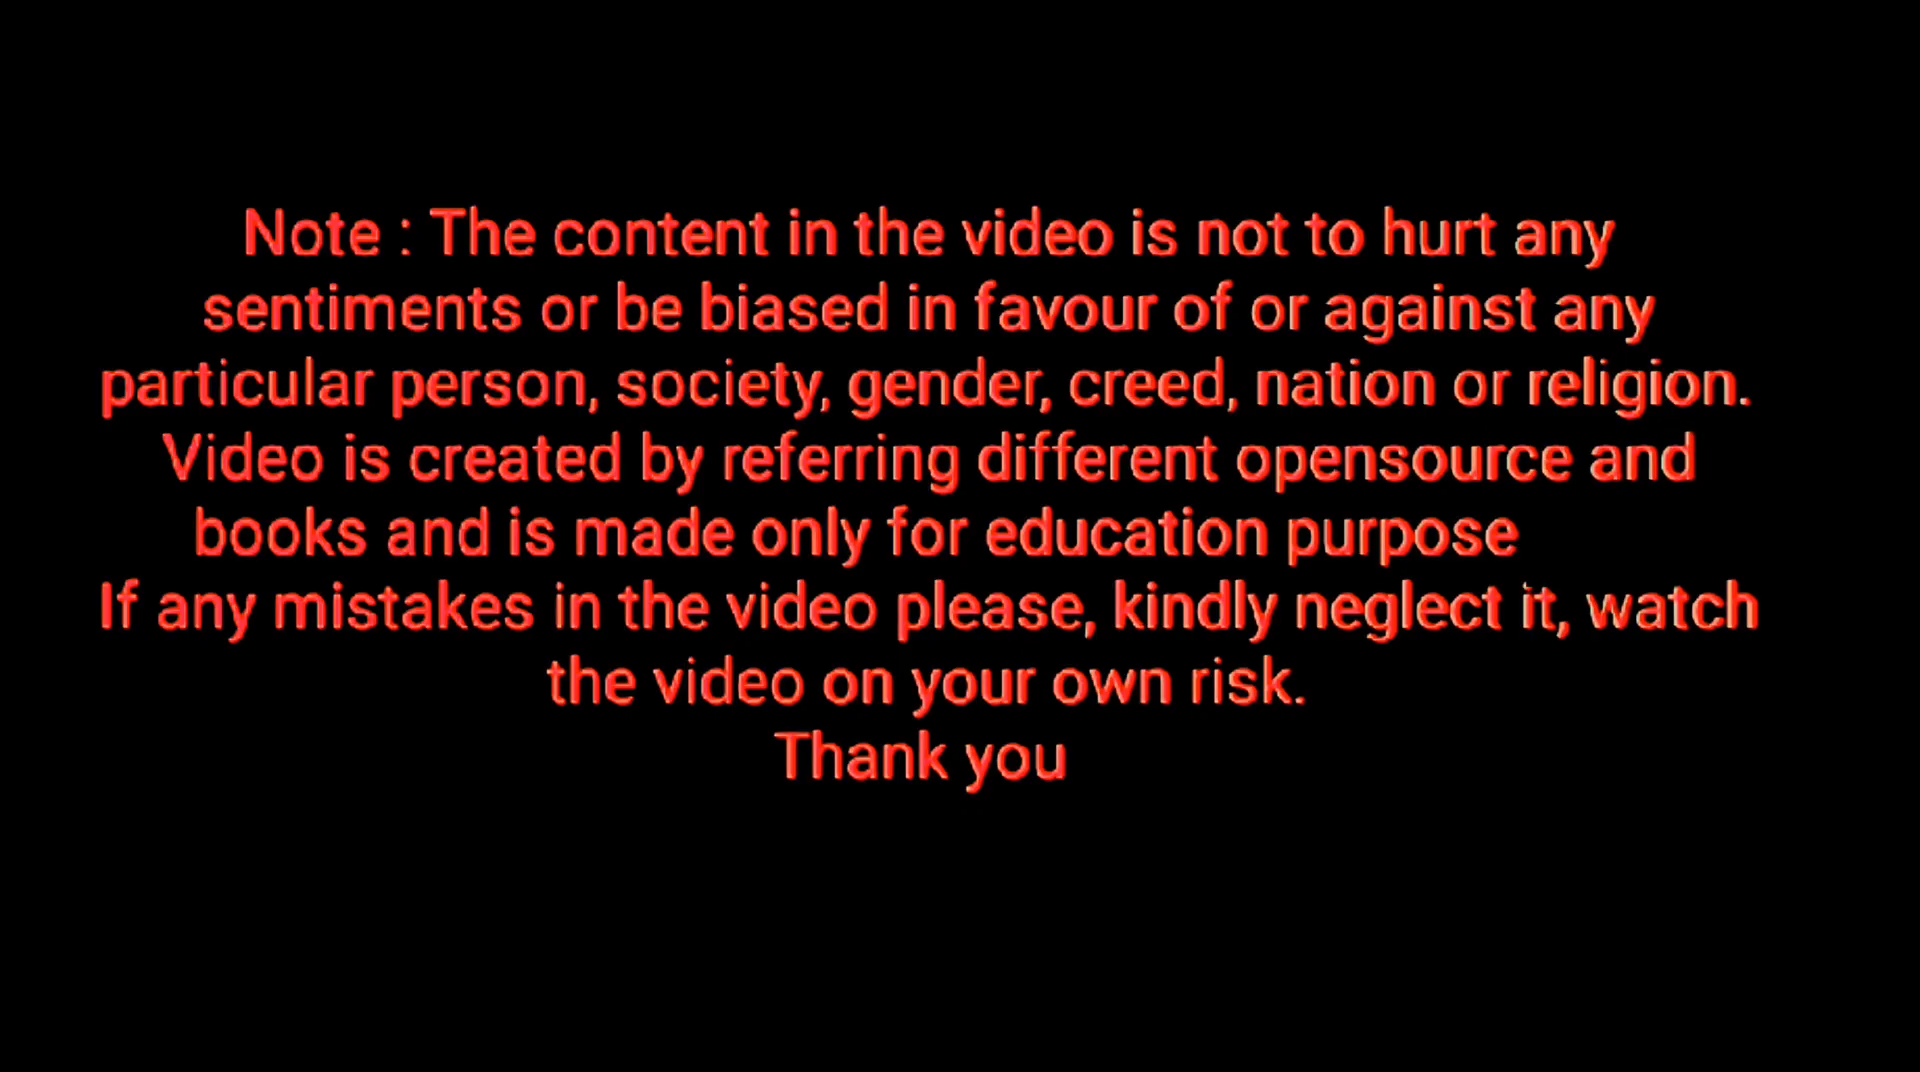 Note : The content in the video is not to hurt any
sentiments or be biased in favour of or against any
particular person, society, gender, creed, nation or religion.
Video is created by referring different opensource and
books and is made only for education purpose
If any mistakes in the video please, kindly neglect it, watch
the video on your own risk.
Thank you